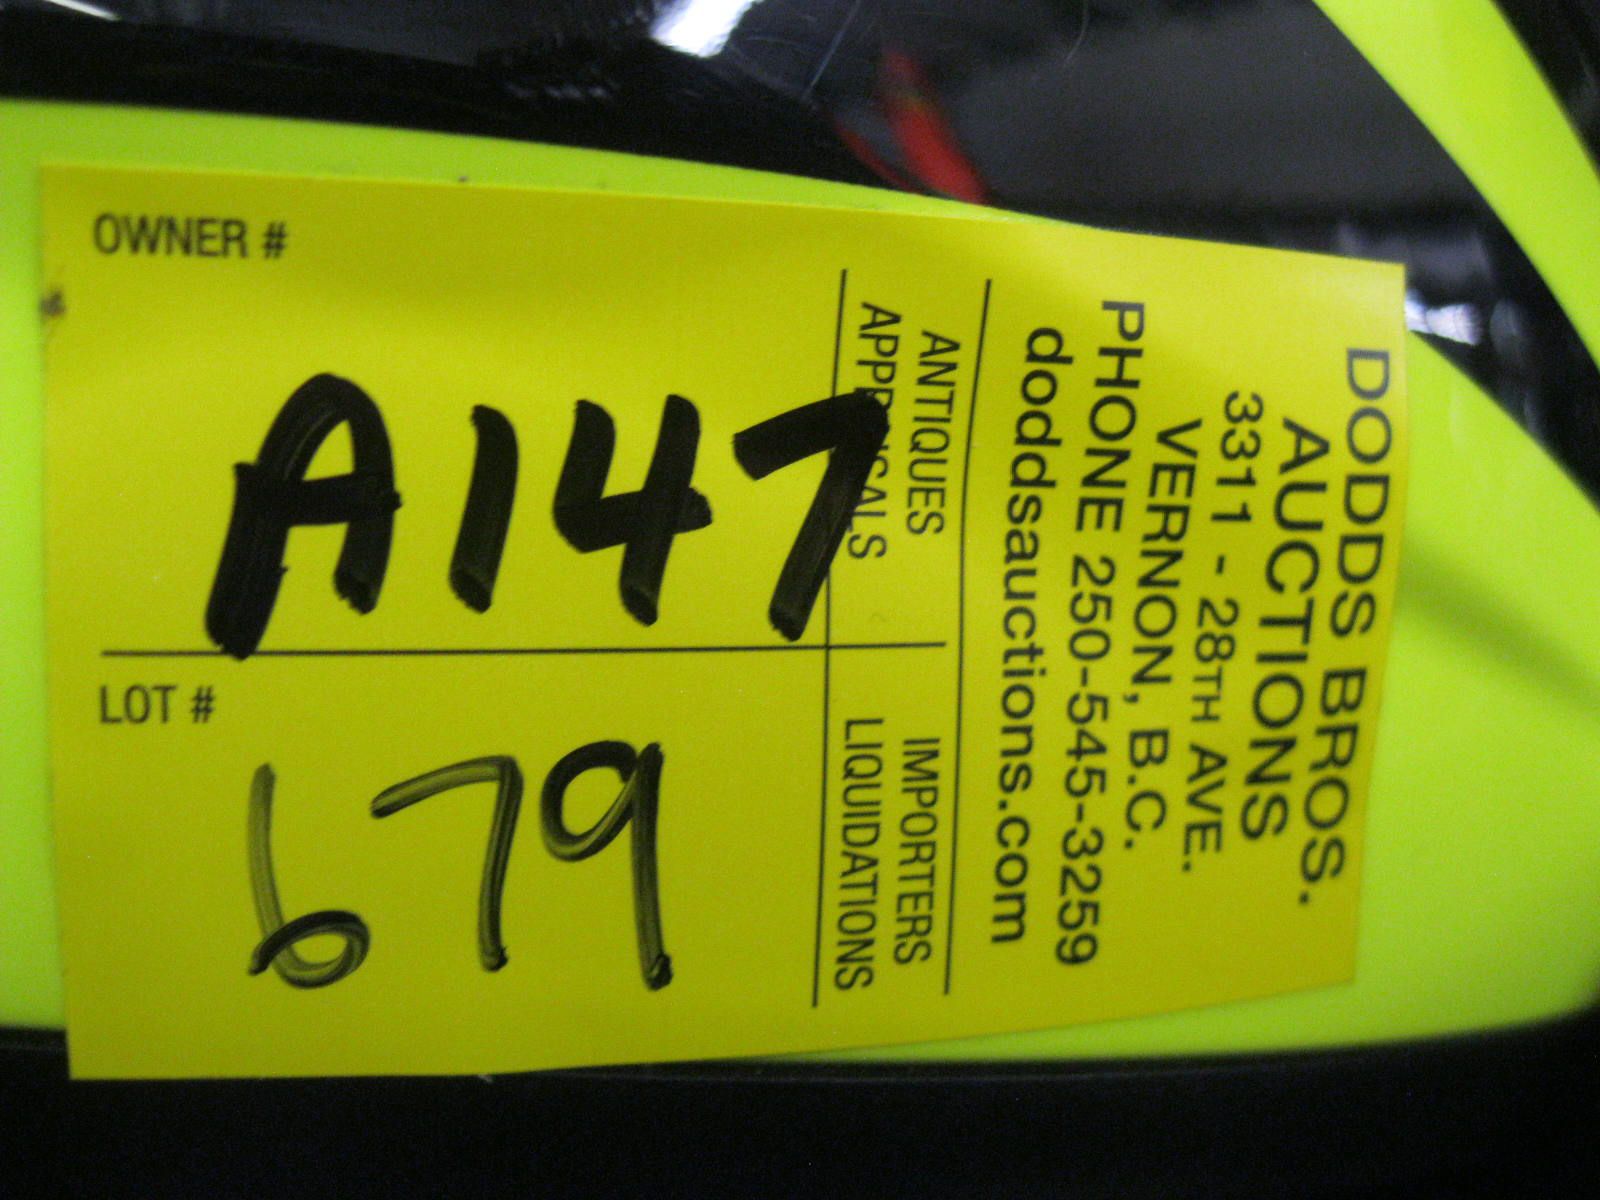 DODDS BROS.
AUCTIONS
3311 - 28TH AVE.
VERNON, B.C.
PHONE 250-545-3259
doddsauctions.com
ANTIQUES
APPRAISALS
IMPORTERS
LIQUIDATIONS
OWNER #
A147
LOT #
679